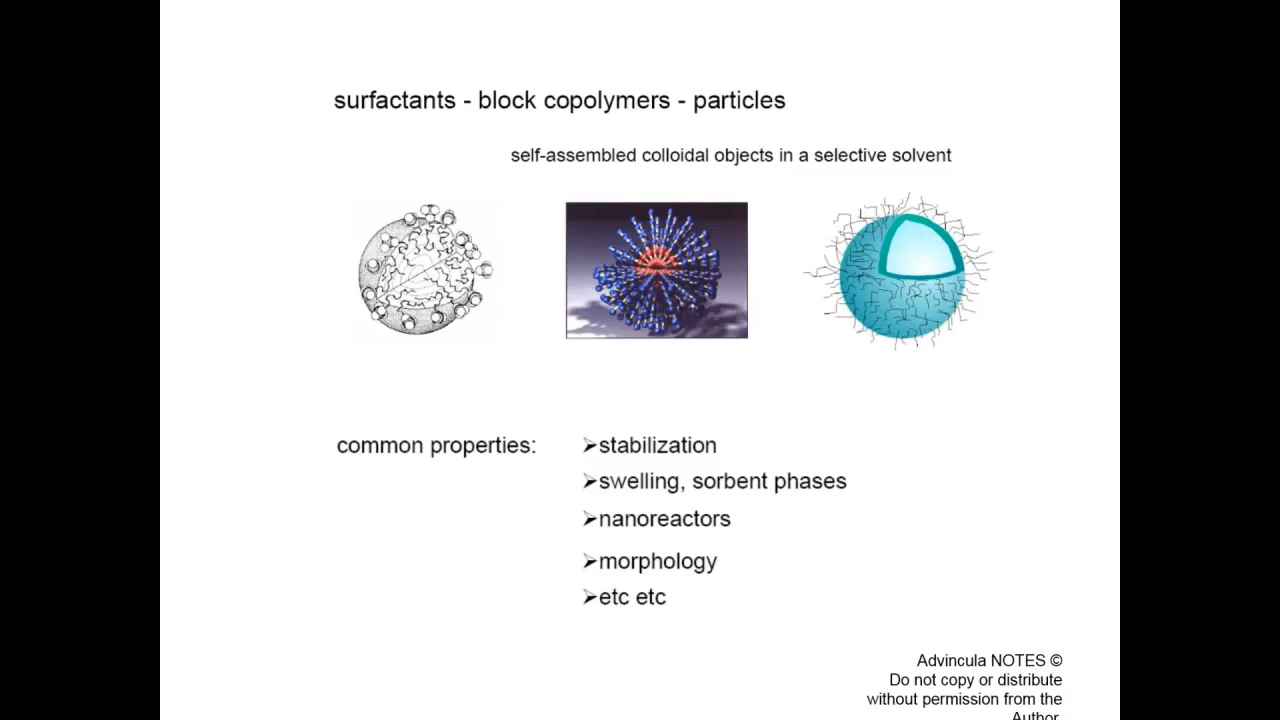 surfactants - block copolymers - particles
self-assembled colloidal objects in a selective solvent
common properties:
➢stabilization
➢swelling, sorbent phases
➢nanoreactors
➢morphology
➢etc etc
Advincula NOTES ©
Do not copy or distribute
without permission from the
Author.